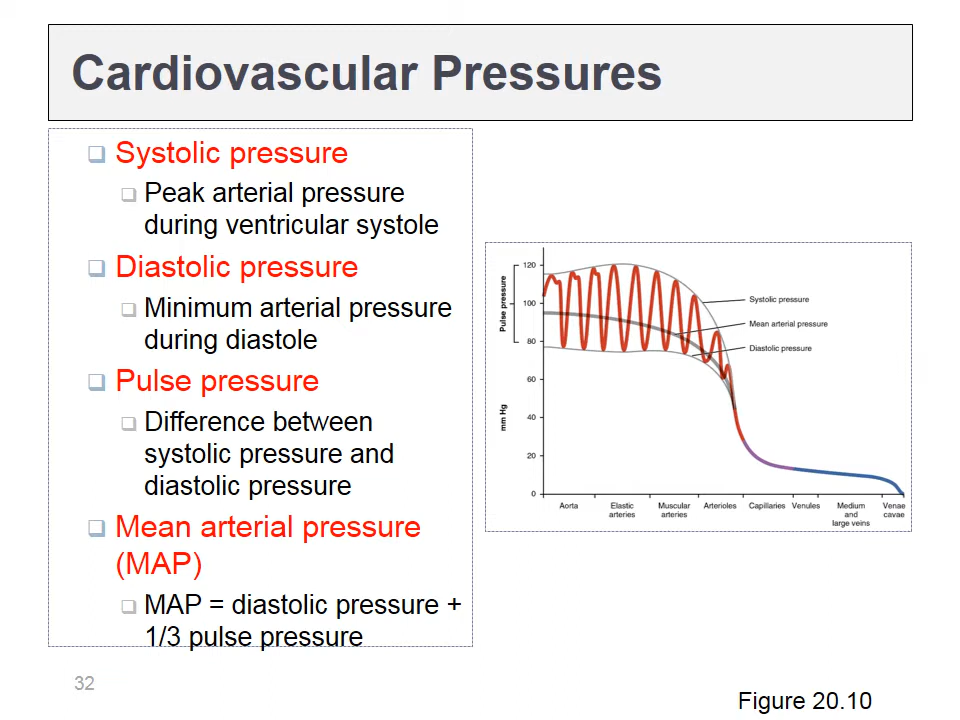 Cardiovascular Pressures
Systolic pressure
Peak arterial pressure
during ventricular systole
Diastolic pressure
Minimum arterial pressure
during diastole
Pulse pressure
Difference between
systolic pressure and
diastolic pressure
Mean arterial pressure
(MAP)
MAP = diastolic pressure +
1/3 pulse pressure
Pulse pressure
mm Hg
120
100
80
60
40
20
0
Systolic pressure
Mean arterial pressure
Diastolic pressure
Aorta
Elastic
arteries
Muscular
arteries
Arterioles
Capillaries
Venules
Medium
and
large veins
Venae
cavae
32
Figure 20.10